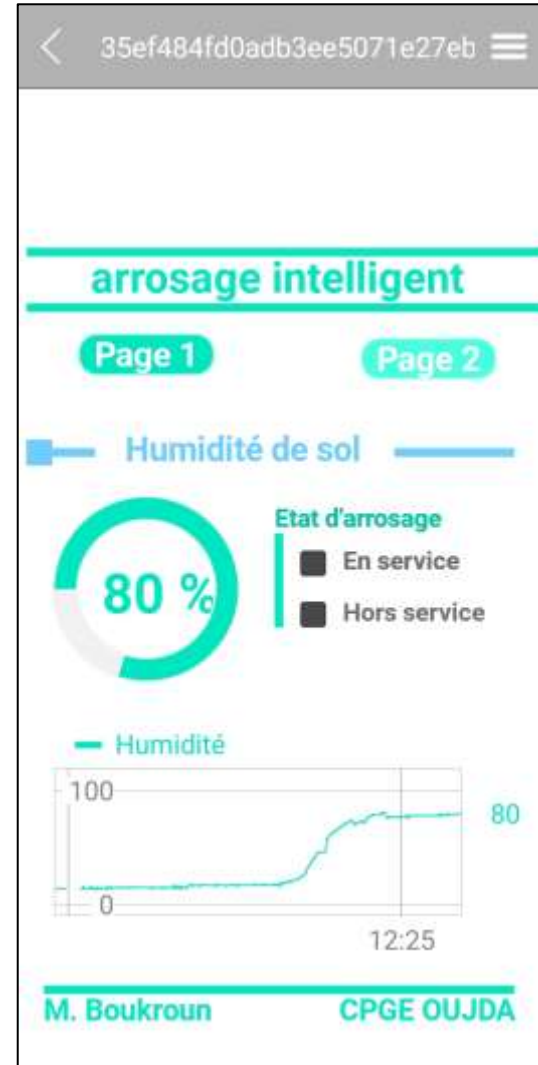 35ef484fd0adb3ee5071e27eb
arrosage intelligent
Page 1 Page 2
Humidité de sol
Etat d'arrosage
80 %
En service
Hors service
Humidité
100
80
0
12:25
M. Boukroun CPGE OUJDA